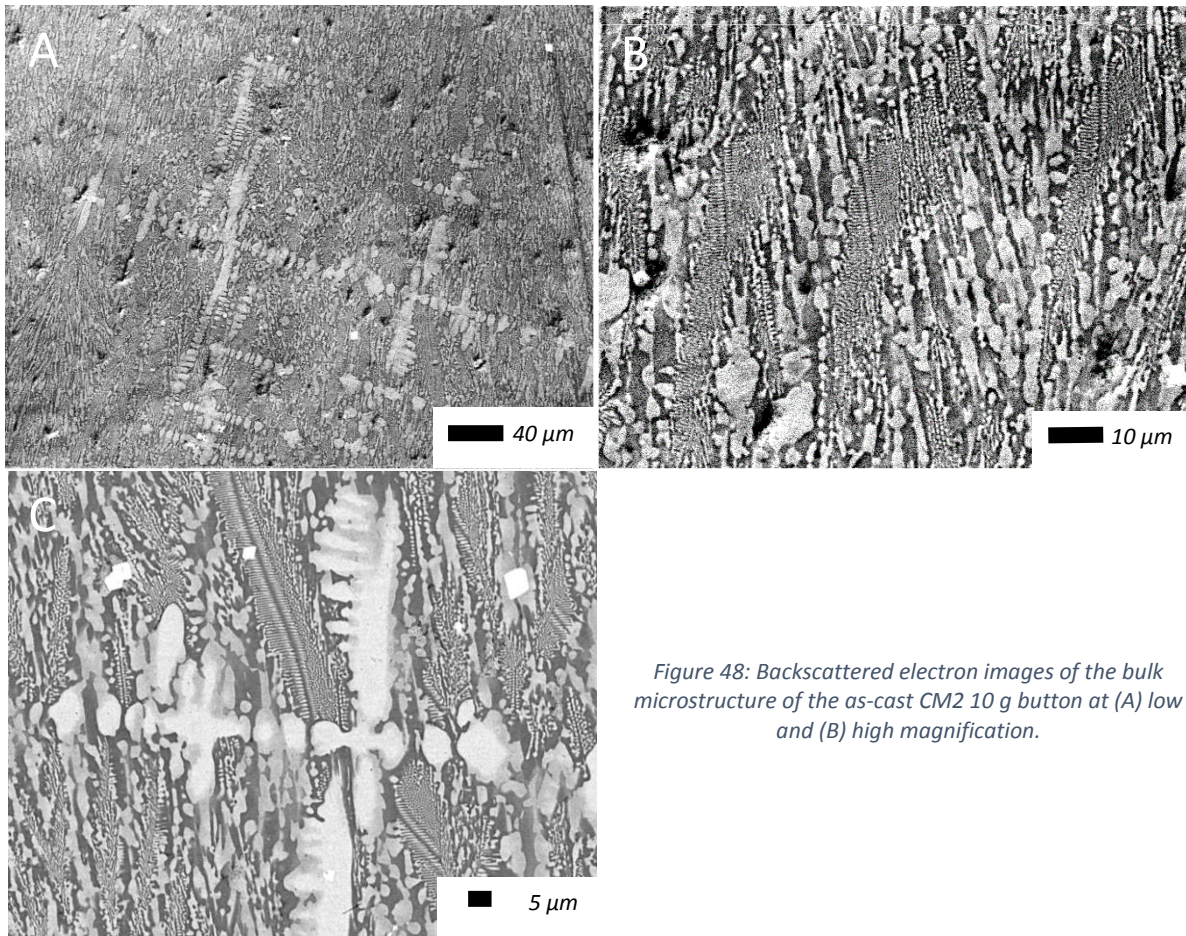 A
B
40 µm
10 µm
C
5 µm
Figure 48: Backscattered electron images of the bulk
microstructure of the as-cast CM2 10 g button at (A) low
and (B) high magnification.